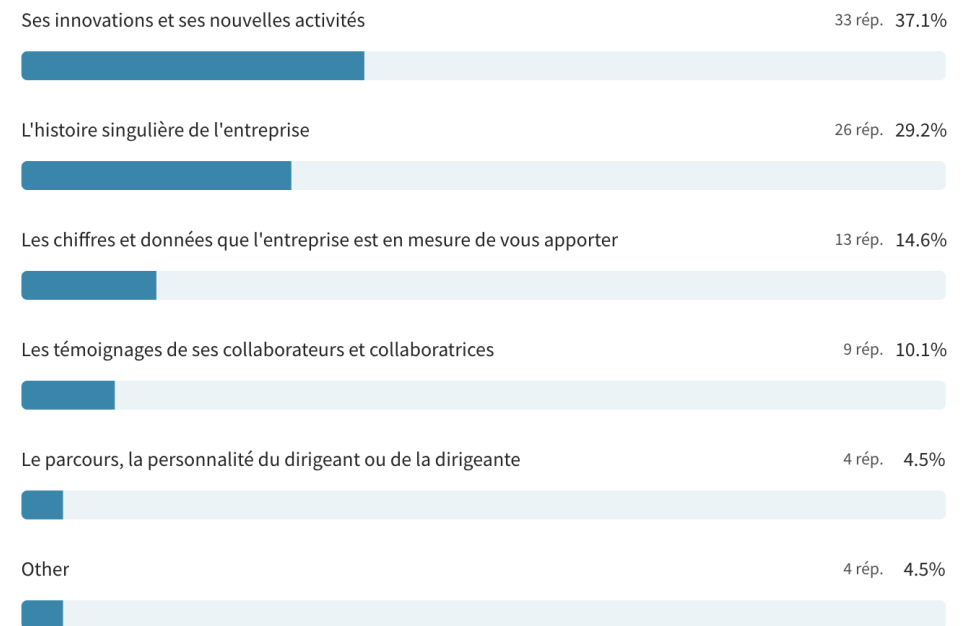 Ses innovations et ses nouvelles activités 33 rép. 37.1%
L'histoire singulière de l'entreprise 26 rép. 29.2%
Les chiffres et données que l'entreprise est en mesure de vous apporter 13 rép. 14.6%
Les témoignages de ses collaborateurs et collaboratrices 9 rép. 10.1%
Le parcours, la personnalité du dirigeant ou de la dirigeante 4 rép. 4.5%
Other 4 rép. 4.5%